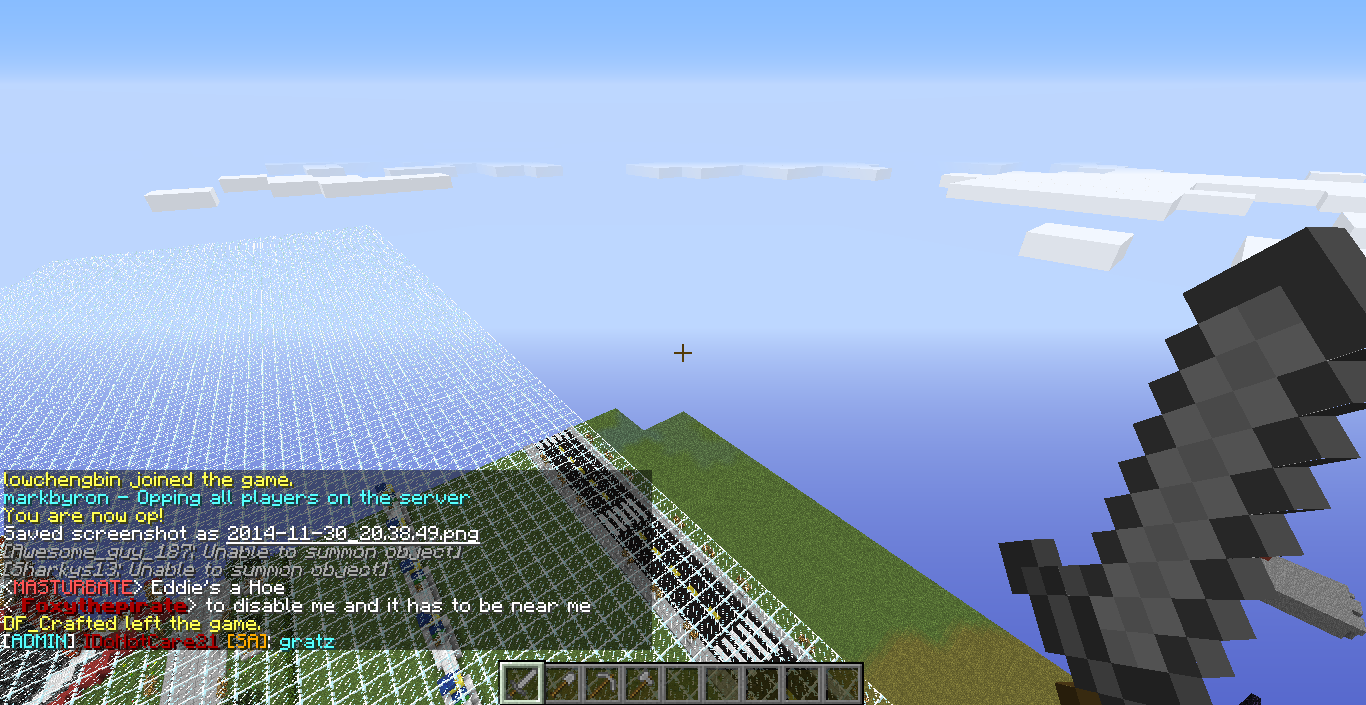 lowchengbin joined the game.
markbyron - Opping all players on the server
You are now op!
Saved screenshot as 2014-11-30_20.38.49.png
[Awesome_guy_187: Unable to summon object]
[Sharkys13: Unable to summon object]
<MASTURBATE> Eddie's a Hoe
< Foxythepirate> to disable me and it has to be near me
DF_Crafted left the game.
[ADMIN] IDoNotCare21 [SA]: gratz